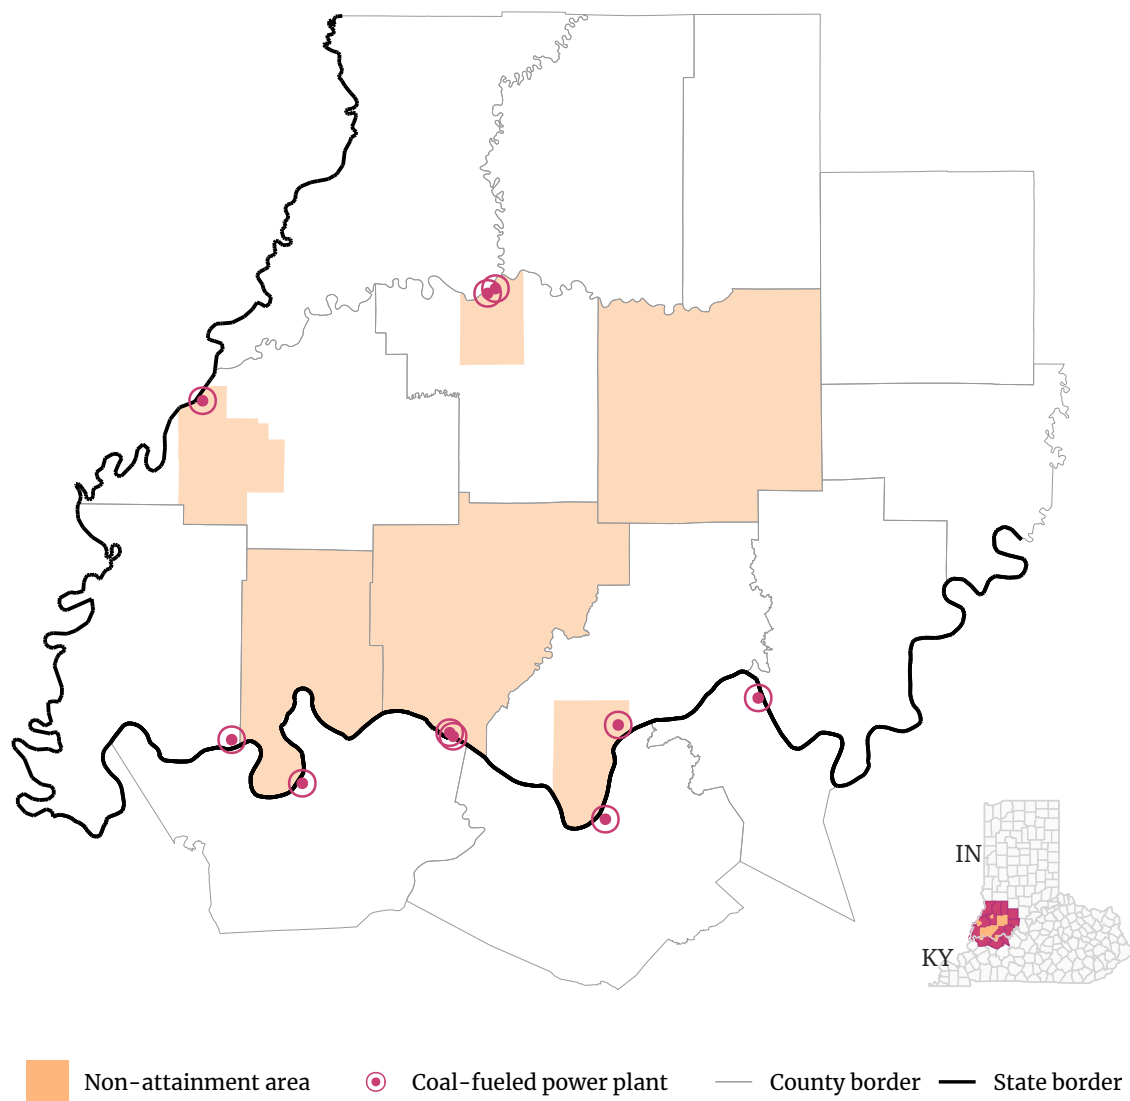 IN
KY
Non-attainment area
Coal-fueled power plant
County border
State border